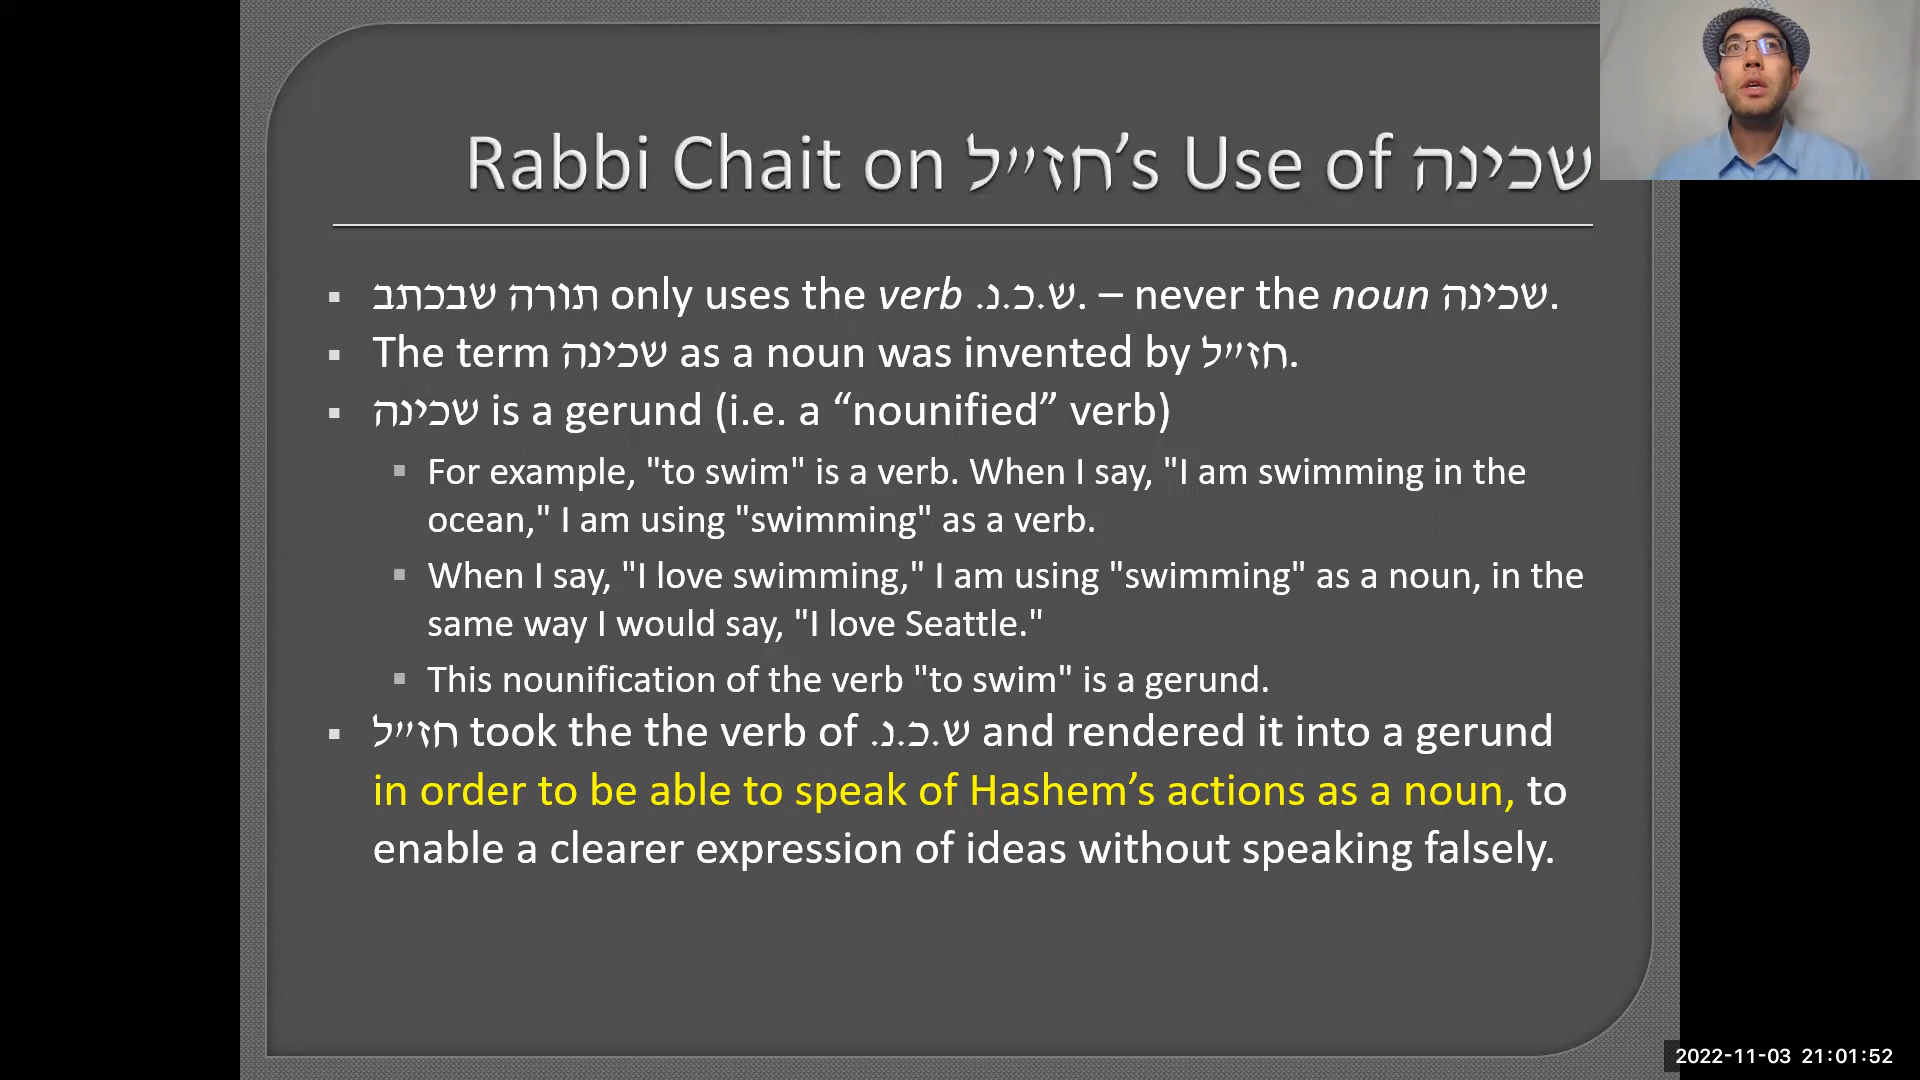 Rabbi Chait on חז״ל’s Use of שכינה
▪ תורה שבכתב only uses the verb ש.כ.נ. – never the noun שכינה.
▪ The term שכינה as a noun was invented by חז״ל.
▪ שכינה is a gerund (i.e. a “nounified” verb)
▪ For example, "to swim" is a verb. When I say, "I am swimming in the
ocean," I am using "swimming" as a verb.
▪ When I say, "I love swimming," I am using "swimming" as a noun, in the
same way I would say, "I love Seattle."
▪ This nounification of the verb "to swim" is a gerund.
▪ חז״ל took the the verb of ש.כ.נ. and rendered it into a gerund
in order to be able to speak of Hashem’s actions as a noun, to
enable a clearer expression of ideas without speaking falsely.
2022-11-03 21:01:52